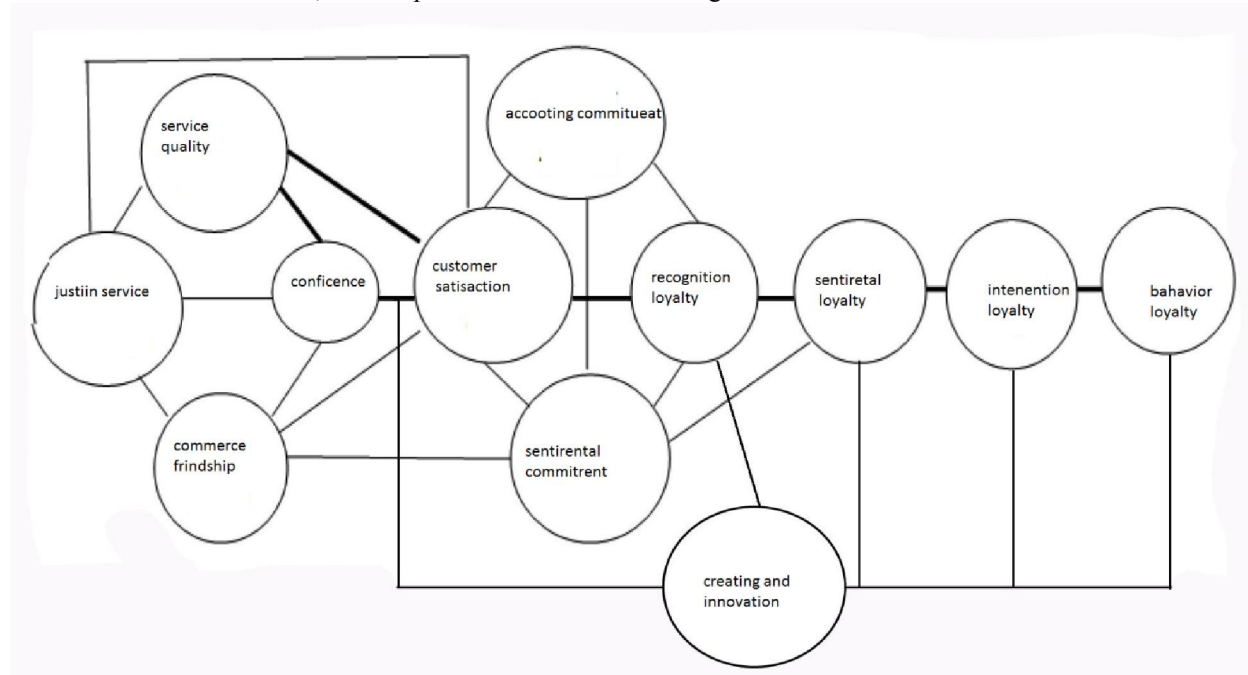 accooting commitueat
service
quality
customer
satisaction
recognition
loyalty
sentiretal
loyalty
conficence
justiin service
intenention
loyalty
bahavior
loyalty
commerce
frindship
sentirental
commitrent
creating and
innovation